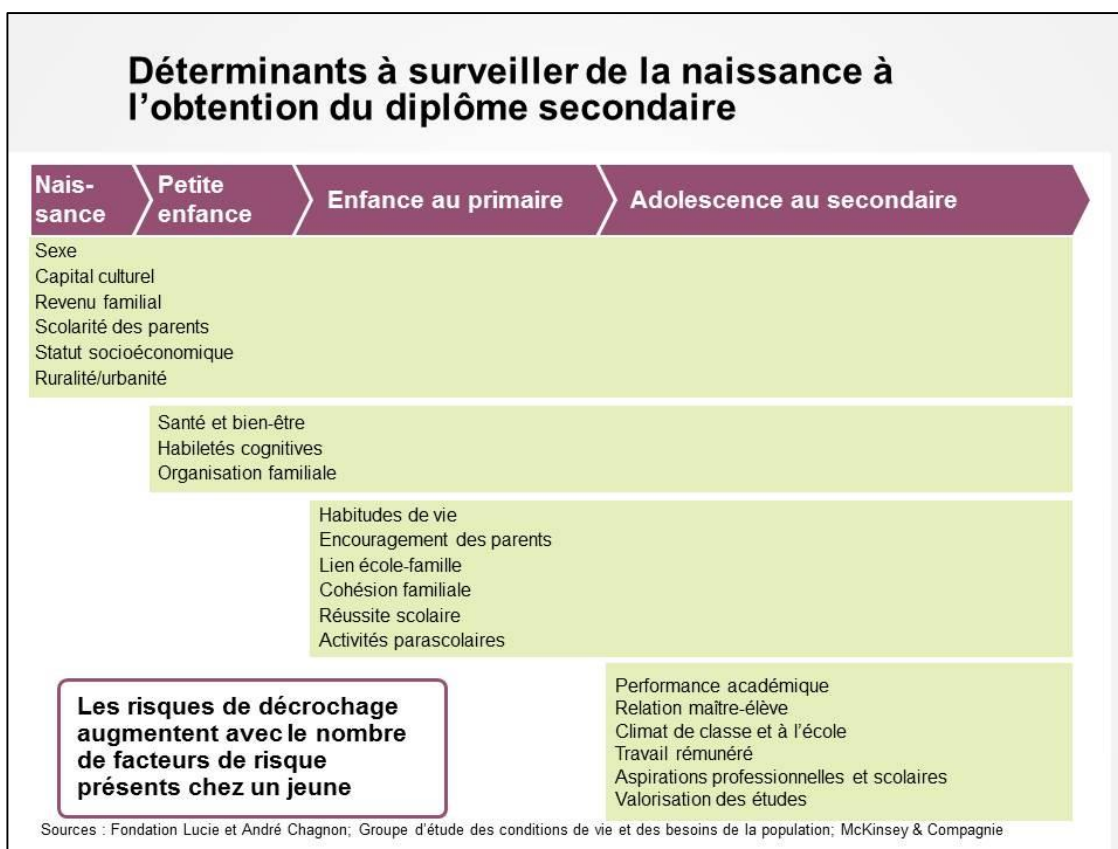 Déterminants à surveiller de la naissance à
l'obtention du diplôme secondaire
Nais-
sance
Petite
enfance
Enfance au primaire
Adolescence au secondaire
Sexe
Capital culturel
Revenu familial
Scolarité des parents
Statut socioéconomique
Ruralité/urbanité
Santé et bien-être
Habiletés cognitives
Organisation familiale
Habitudes de vie
Encouragement des parents
Lien école-famille
Cohésion familiale
Réussite scolaire
Activités parascolaires
Performance académique
Relation maître-élève
Climat de classe et à l'école
Travail rémunéré
Aspirations professionnelles et scolaires
Valorisation des études
Les risques de décrochage
augmentent avec le nombre
de facteurs de risque
présents chez un jeune
Sources : Fondation Lucie et André Chagnon; Groupe d'étude des conditions de vie et des besoins de la population; McKinsey & Compagnie